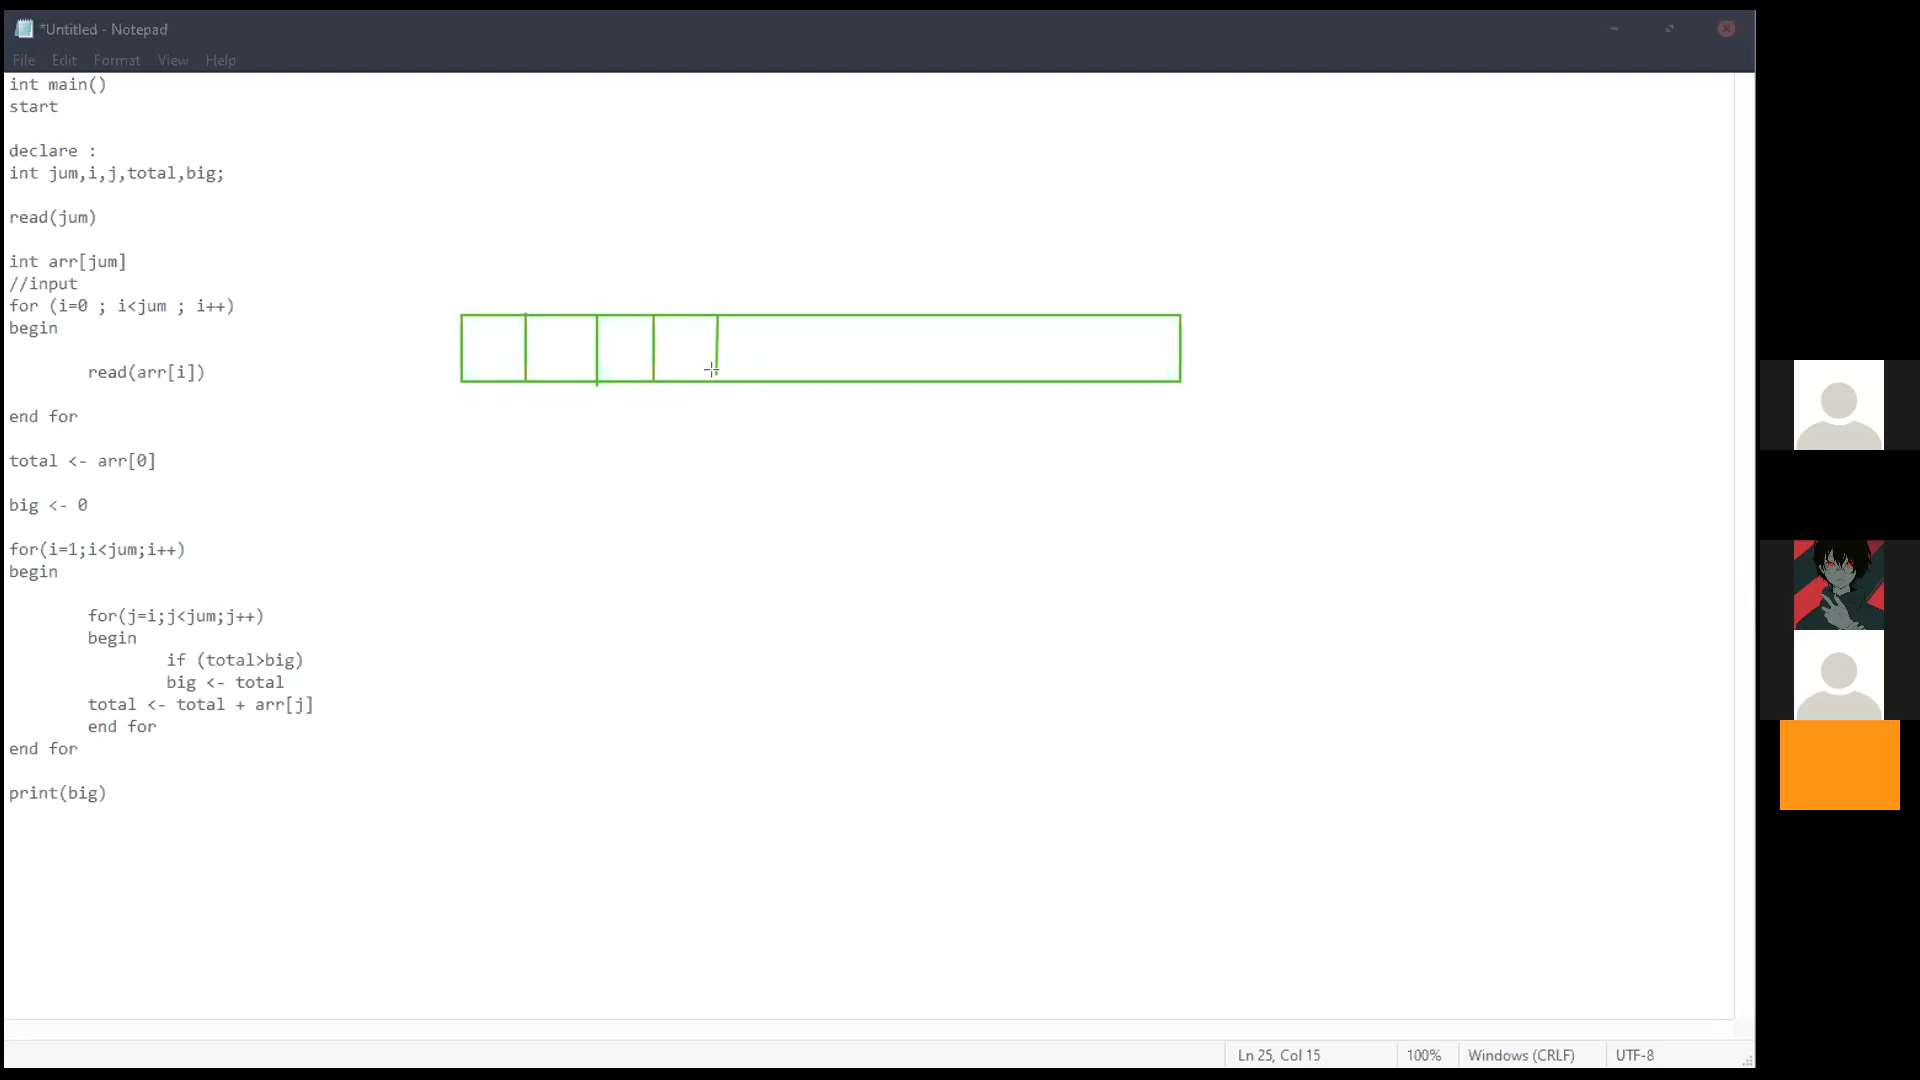 *Untitled - Notepad
File Edit Format View Help
int main()
start
declare :
int jum,i,j,total,big;
read(jum)
int arr[jum]
//input
for (i=0 ; i<jum ; i++)
begin
read(arr[i])
end for
total <- arr[0]
big <- 0
for(i=1;i<jum;i++)
begin
for(j=i;j<jum;j++)
begin
if (total>big)
big <- total
total <- total + arr[j]
end for
end for
print(big)
Ln 25, Col 15 100% Windows (CRLF) UTF-8